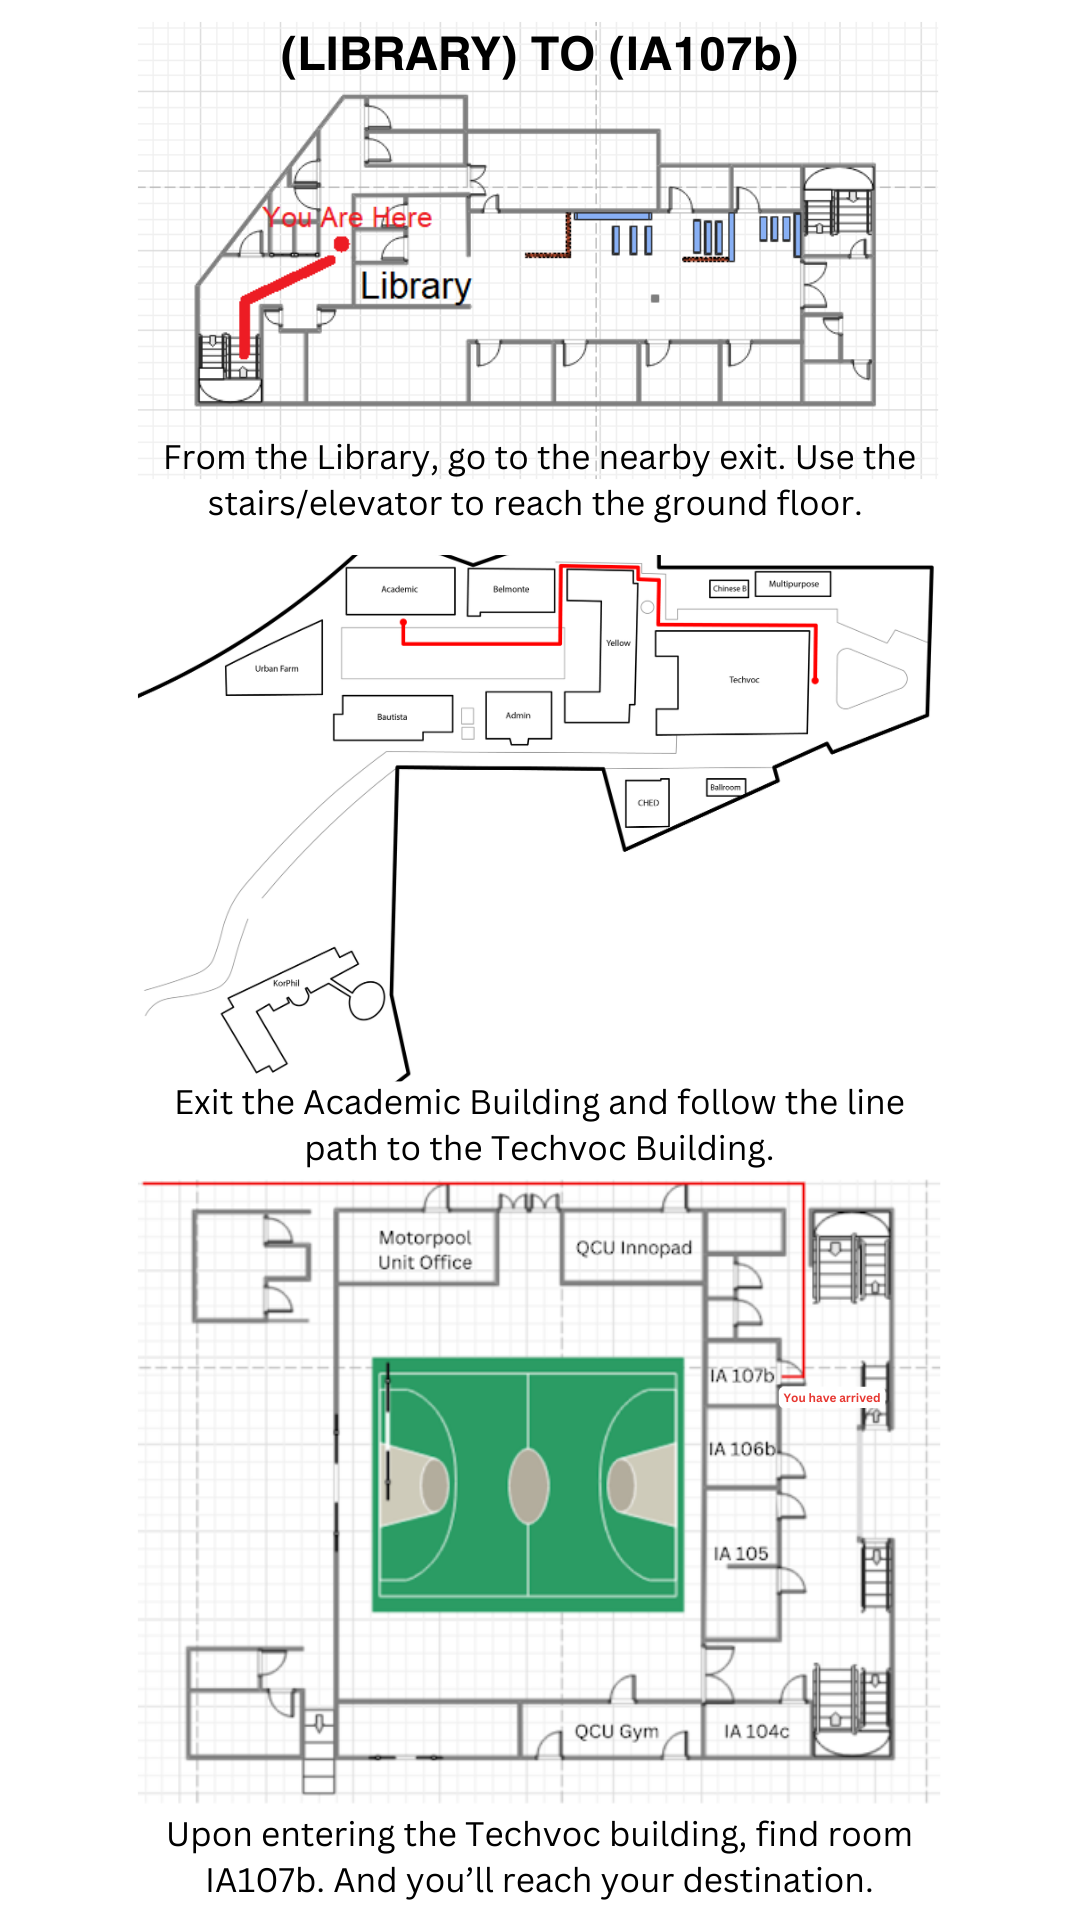 (LIBRARY) TO (IA107b)
You Are Here
Library
From the Library, go to the nearby exit. Use the
stairs/elevator to reach the ground floor.
Academic
Belmonte
Chinese B
Multipurpose
Yellow
Urban Farm
Techvoc
Bautista
Admin
CHED
Ballroom
KorPhil
Exit the Academic Building and follow the line
path to the Techvoc Building.
Motorpool
Unit Office
QCU Innopad
IA 107b
You have arrived
IA 106b
IA 105
QCU Gym
IA 104c
Upon entering the Techvoc building, find room
IA107b. And you’ll reach your destination.